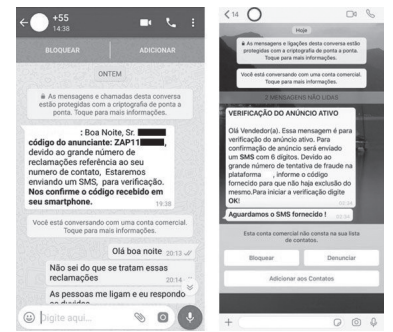 +55
14:38
BLOQUEAR
ADICIONAR
ONTEM
As mensagens e chamadas desta conversa
estão protegidas com a criptografia de ponta a
ponta. Toque para mais informações.
: Boa Noite, Sr.
código do anunciante: ZAP11
devido ao grande número de
reclamações referência ao seu
numero de contato, Estaremos
enviando um SMS, para verificação.
Nos confirme o código recebido em
seu smartphone.
19:38
Você está conversando com uma conta comercial.
Toque para mais informações.
Olá boa noite 20:13
Não sei do que se tratam essas
reclamações 20:14
As pessoas me ligam e eu respondo
as duvidas
Digite aqui...
14
Hoje
As mensagens e ligações desta conversa estão
protegidas com a criptografia de ponta a ponta.
Toque para mais informações.
Você está conversando com uma conta comercial.
Toque para mais informações.
2 MENSAGENS NÃO LIDAS
VERIFICAÇÃO DO ANÚNCIO ATIVO
Olá Vendedor(a). Essa mensagem é para
verificação do anúncio ativo. Para
confirmação de anúncio será enviado
um SMS com 6 dígitos. Devido ao
grande número de tentativa de fraude na
plataforma , informe o código
fornecido para que não haja exclusão do
mesmo.Para iniciar a verificação digite
OK!
Aguardamos o SMS fornecido !
Esta conta comercial não consta na sua lista
de contatos.
Bloquear
Denunciar
Adicionar aos Contatos